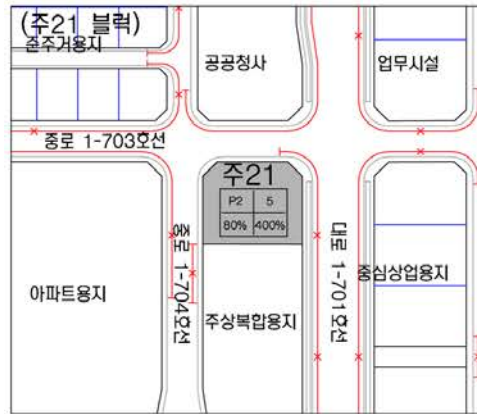 (주21 블럭)
준주거용지
공공청사
업무시설
중로 1-703호선
주21
P2 5
80% 400%
중로 1-704호선
대로 1-701호선
중심상업용지
아파트용지
주상복합용지